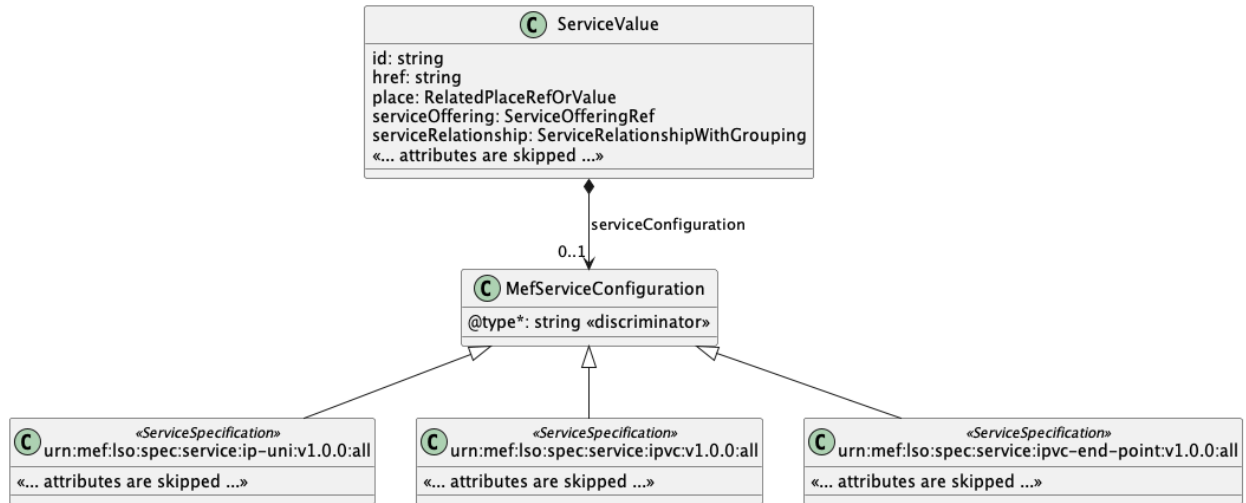 C ServiceValue
id: string
href: string
place: RelatedPlaceRefOrValue
serviceOffering: ServiceOfferingRef
serviceRelationship: ServiceRelationshipWithGrouping
«... attributes are skipped ...»
serviceConfiguration
0..1
C MefServiceConfiguration
@type*: string «discriminator»
«ServiceSpecification»
C urn:mef:lso:spec:service:ip-uni:v1.0.0:all
«... attributes are skipped ...»
«ServiceSpecification»
C urn:mef:lso:spec:service:ipvc:v1.0.0:all
«... attributes are skipped ...»
«ServiceSpecification»
C urn:mef:lso:spec:service:ipvc-end-point:v1.0.0:all
«... attributes are skipped ...»